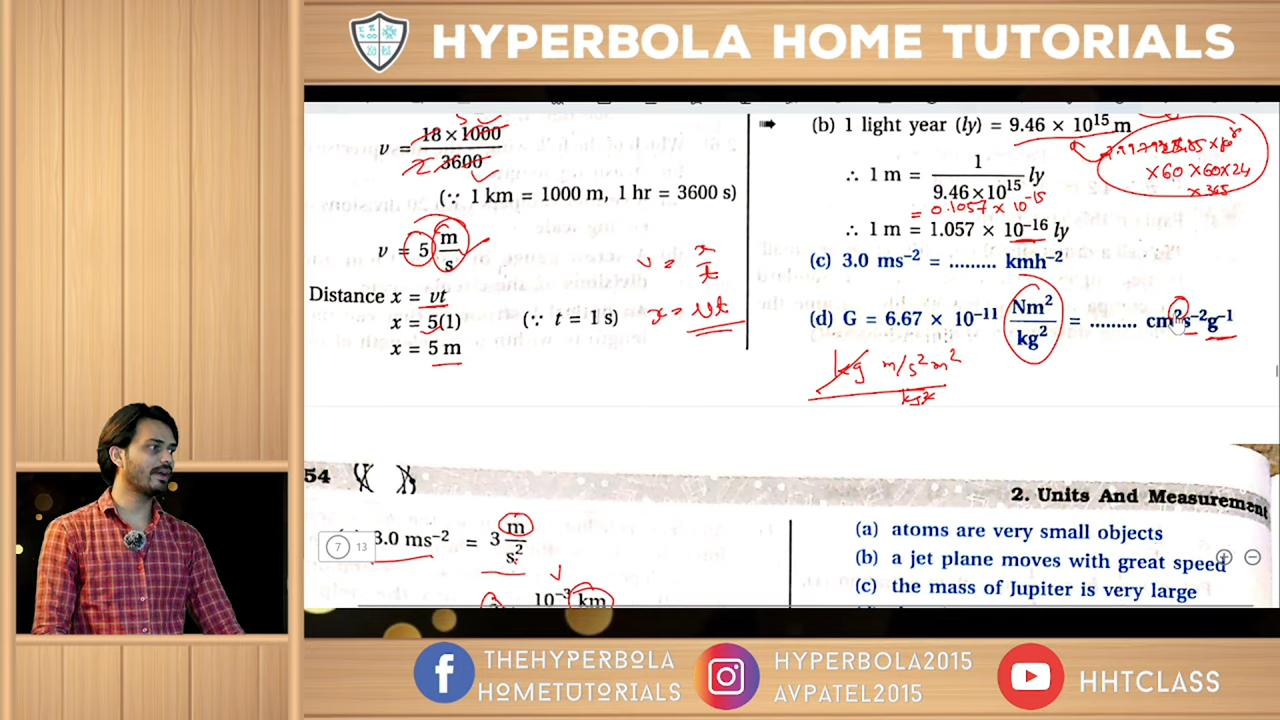 HYPERBOLA HOME TUTORIALS
v = 18 × 1000 / 3600
(∵ 1 km = 1000 m, 1 hr = 3600 s)
v = 5 m/s
v = x/t
Distance x = vt
x = 5(1) (∵ t = 1 s)
x = vt
x = 5 m
(b) 1 light year (ly) = 9.46 × 10¹⁵ m
× 60 × 60 × 24
× 365
∴ 1 m = 1 / 9.46 × 10¹⁵ ly
= 0.1057 × 10⁻¹⁵
∴ 1 m = 1.057 × 10⁻¹⁶ ly
(c) 3.0 ms⁻² = ......... kmh⁻²
(d) G = 6.67 × 10⁻¹¹ Nm²/kg² = ......... cm³s⁻²g⁻¹
kg m/s² m²
kg²
54
2. Units And Measurement
3.0 ms⁻² = 3 m/s²
10⁻³ km
7 13
(a) atoms are very small objects
(b) a jet plane moves with great speed
(c) the mass of Jupiter is very large
THEHYPERBOLA
HOMETUTORIALS
HYPERBOLA2015
AVPATEL2015
HHTCLASS